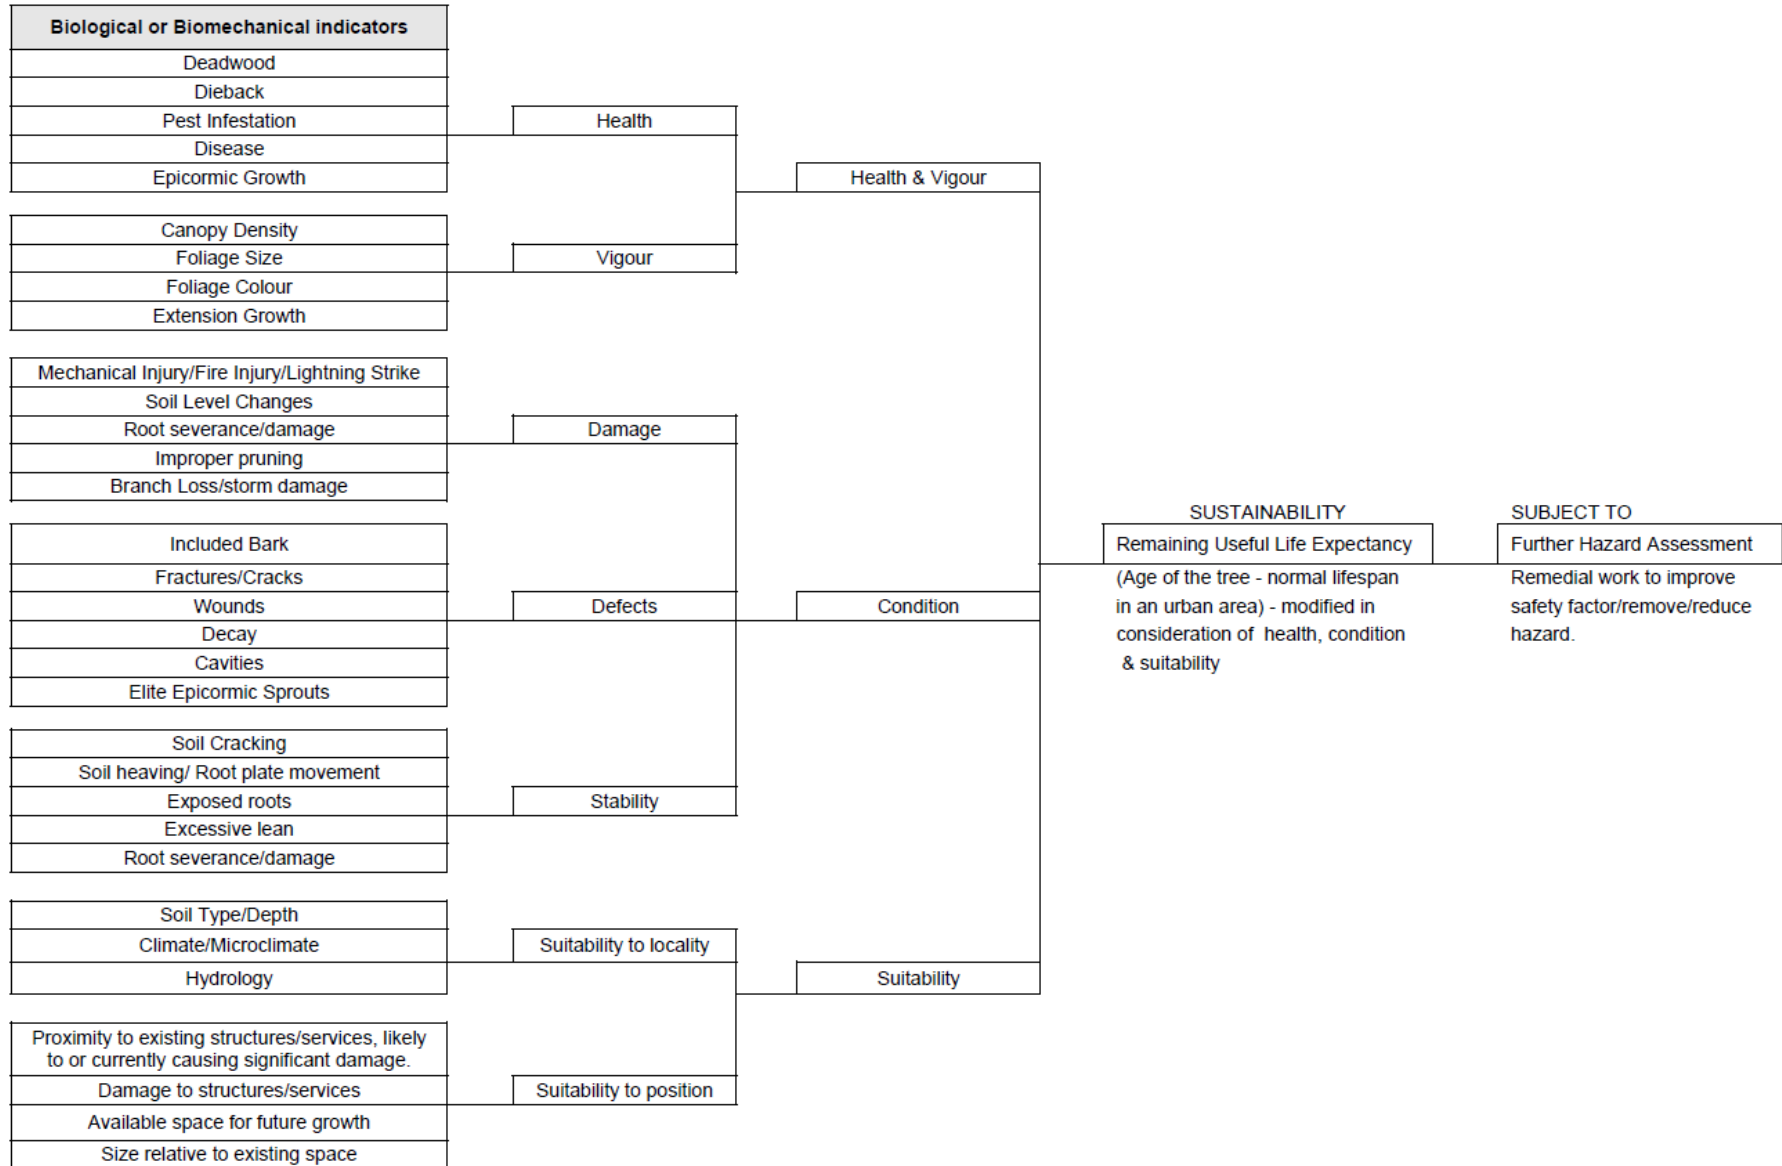 Biological or Biomechanical indicators
Deadwood
Dieback
Pest Infestation
Disease
Epicormic Growth
Health
Health & Vigour
Canopy Density
Foliage Size
Foliage Colour
Extension Growth
Vigour
Mechanical Injury/Fire Injury/Lightning Strike
Soil Level Changes
Root severance/damage
Improper pruning
Branch Loss/storm damage
Damage
Included Bark
Fractures/Cracks
Wounds
Decay
Cavities
Elite Epicormic Sprouts
Defects
Condition
Soil Cracking
Soil heaving/ Root plate movement
Exposed roots
Excessive lean
Root severance/damage
Stability
Soil Type/Depth
Climate/Microclimate
Hydrology
Suitability to locality
Suitability
Proximity to existing structures/services, likely
to or currently causing significant damage.
Damage to structures/services
Available space for future growth
Size relative to existing space
Suitability to position
SUSTAINABILITY
Remaining Useful Life Expectancy
(Age of the tree - normal lifespan
in an urban area) - modified in
consideration of health, condition
& suitability
SUBJECT TO
Further Hazard Assessment
Remedial work to improve
safety factor/remove/reduce
hazard.